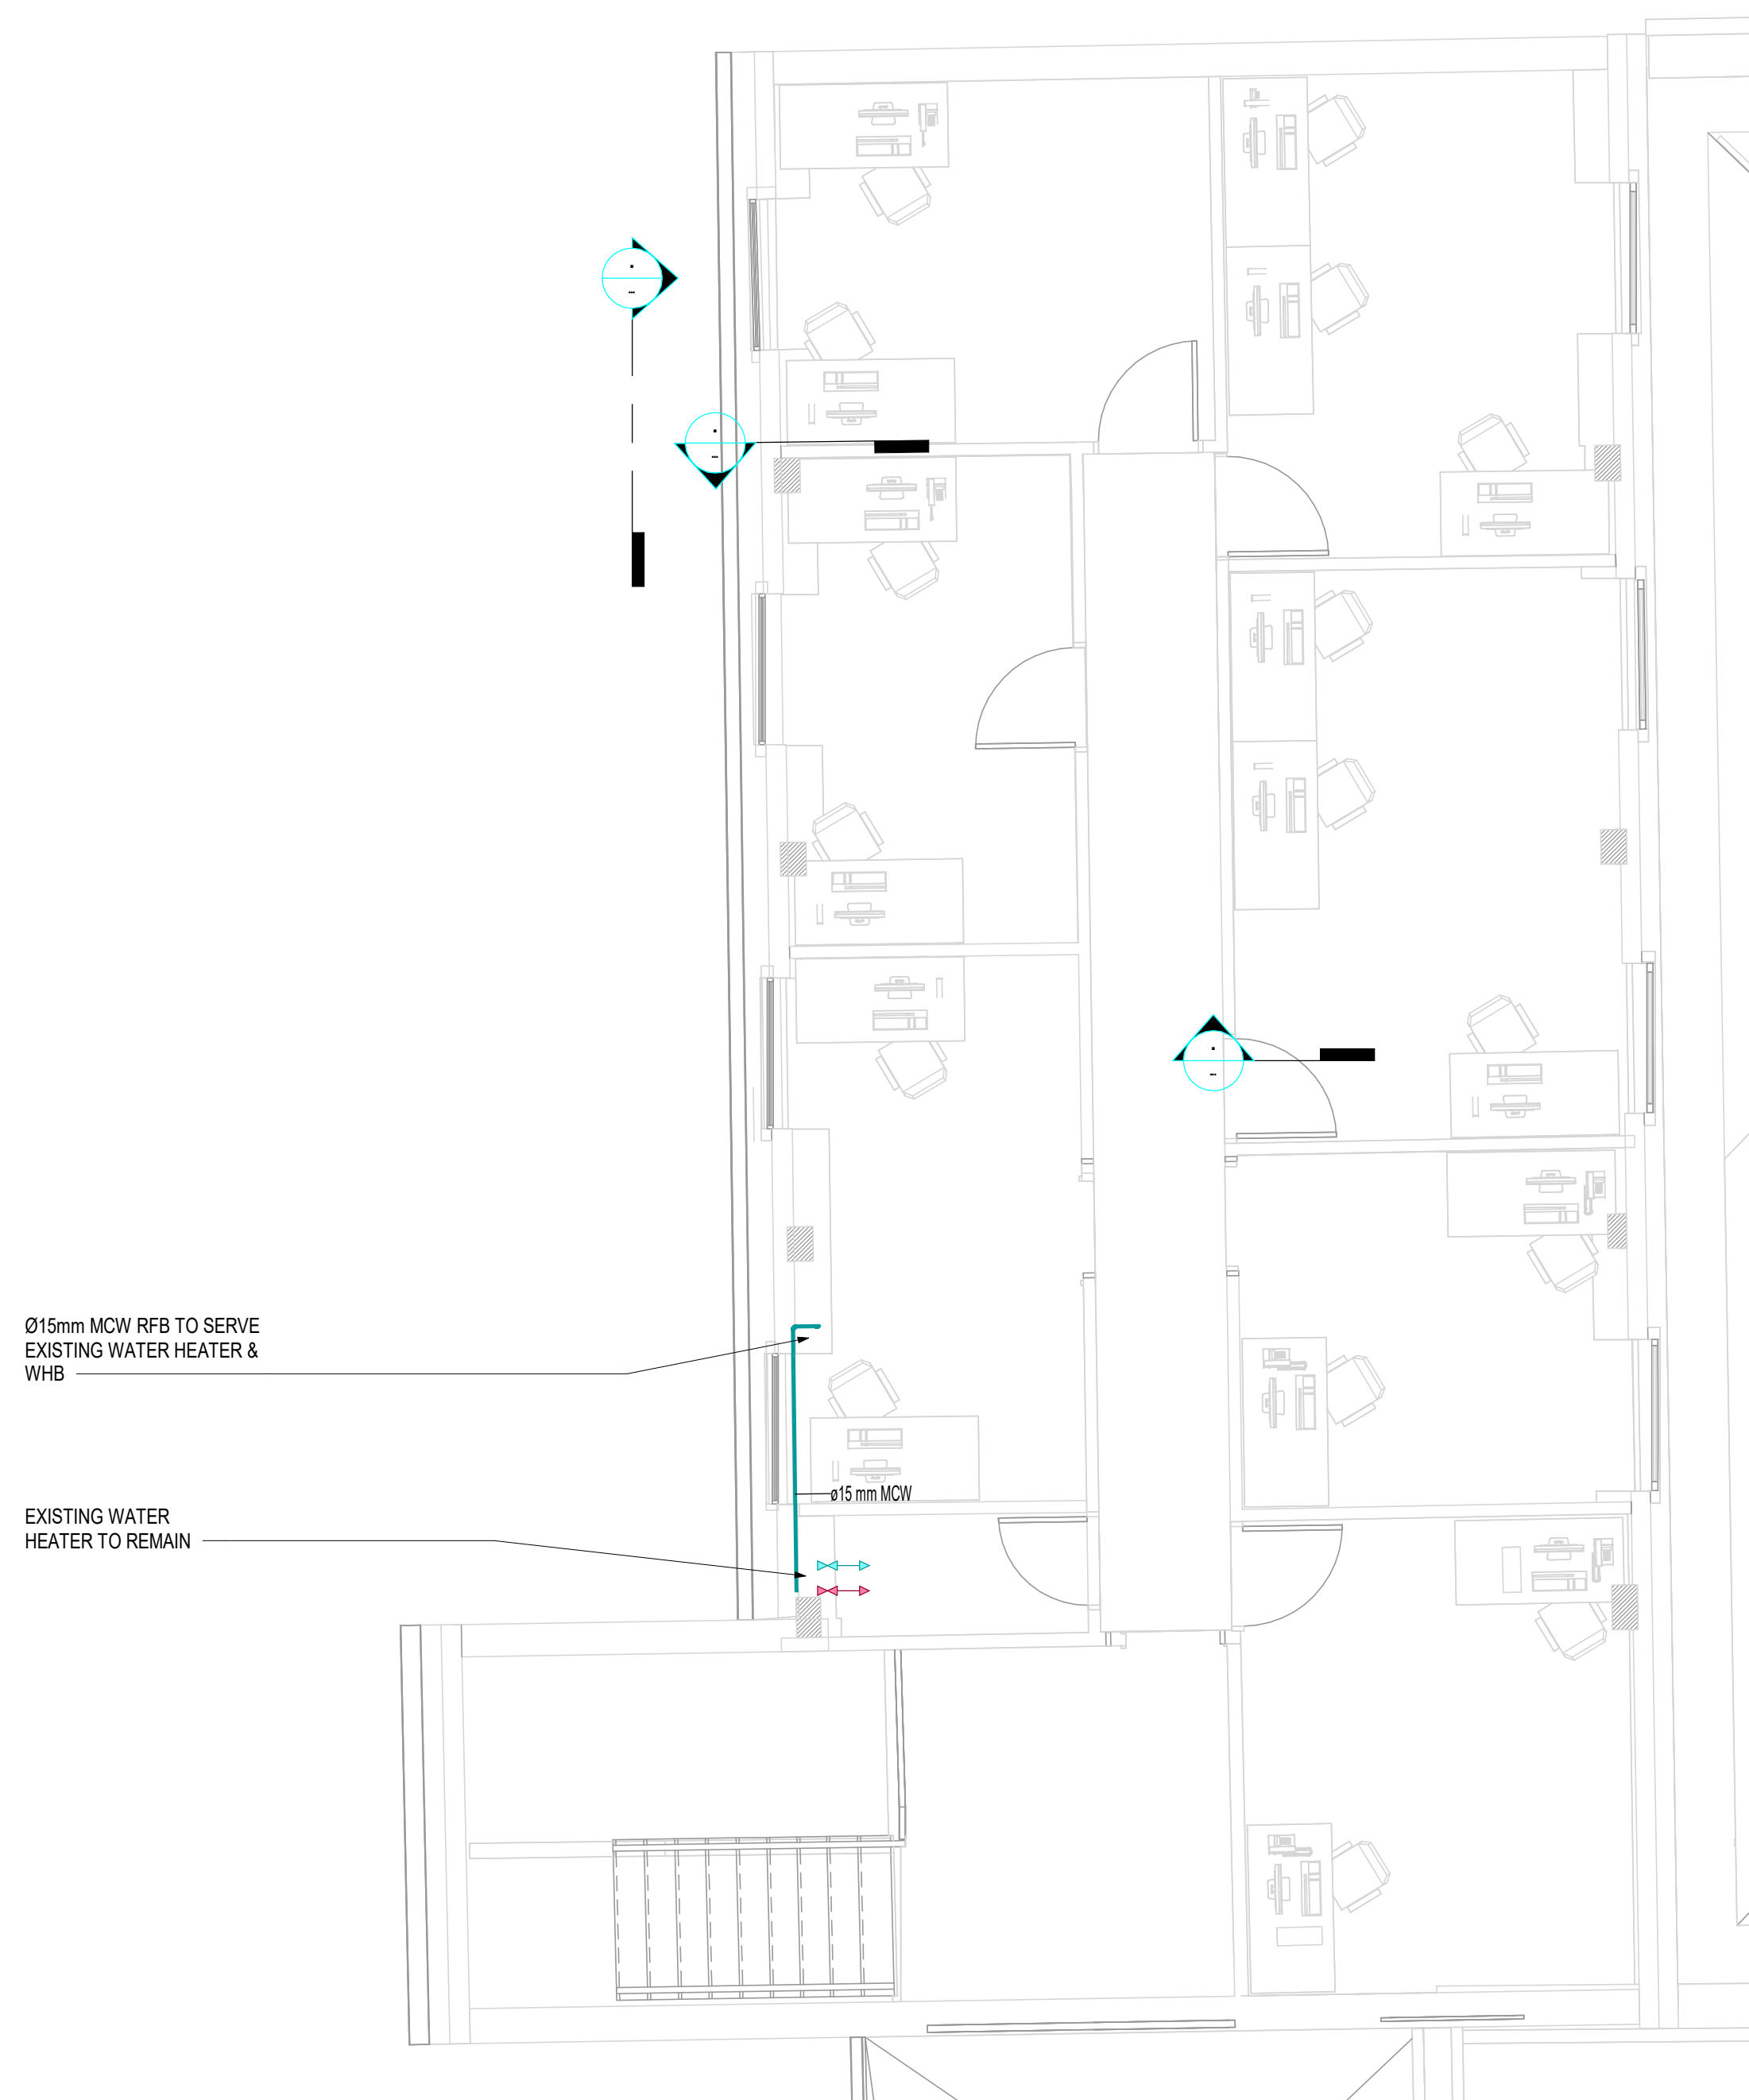 Ø15mm MCW RFB TO SERVE
EXISTING WATER HEATER &
WHB
ø15 mm MCW
EXISTING WATER
HEATER TO REMAIN